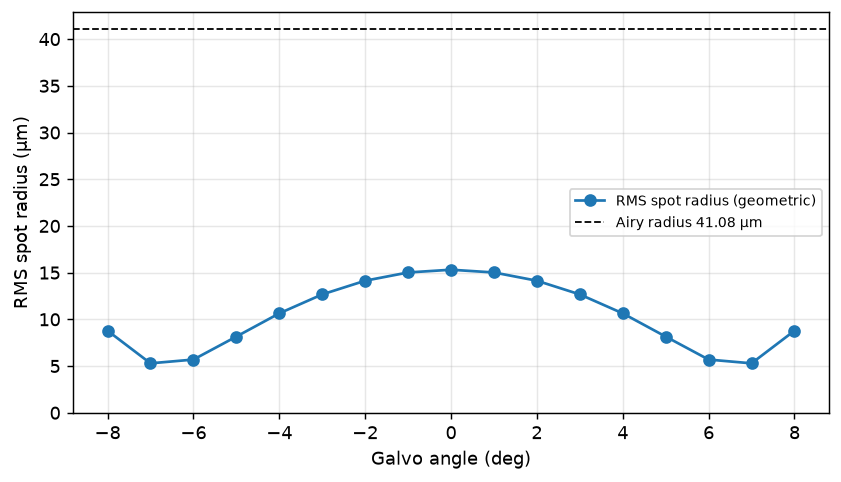 40
35
30
25
20
15
10
5
0
RMS spot radius (µm)
RMS spot radius (geometric)
Airy radius 41.08 µm
−8 −6 −4 −2 0 2 4 6 8
Galvo angle (deg)